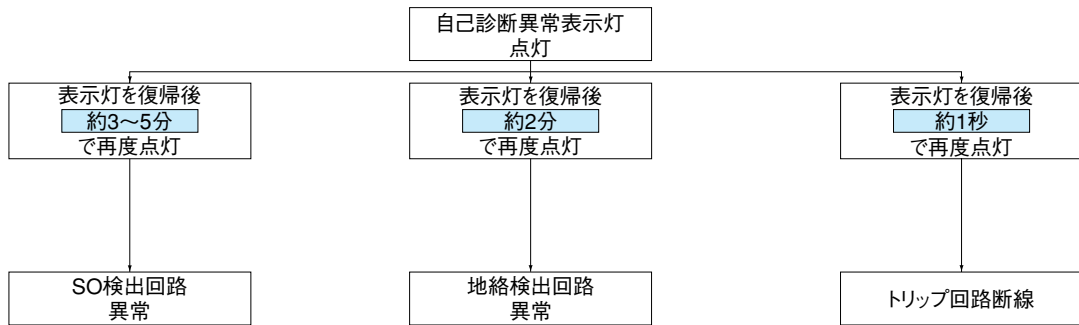 自己診断異常表示灯
点灯
表示灯を復帰後
約3～5分
で再度点灯
表示灯を復帰後
約2分
で再度点灯
表示灯を復帰後
約1秒
で再度点灯
SO検出回路
異常
地絡検出回路
異常
トリップ回路断線